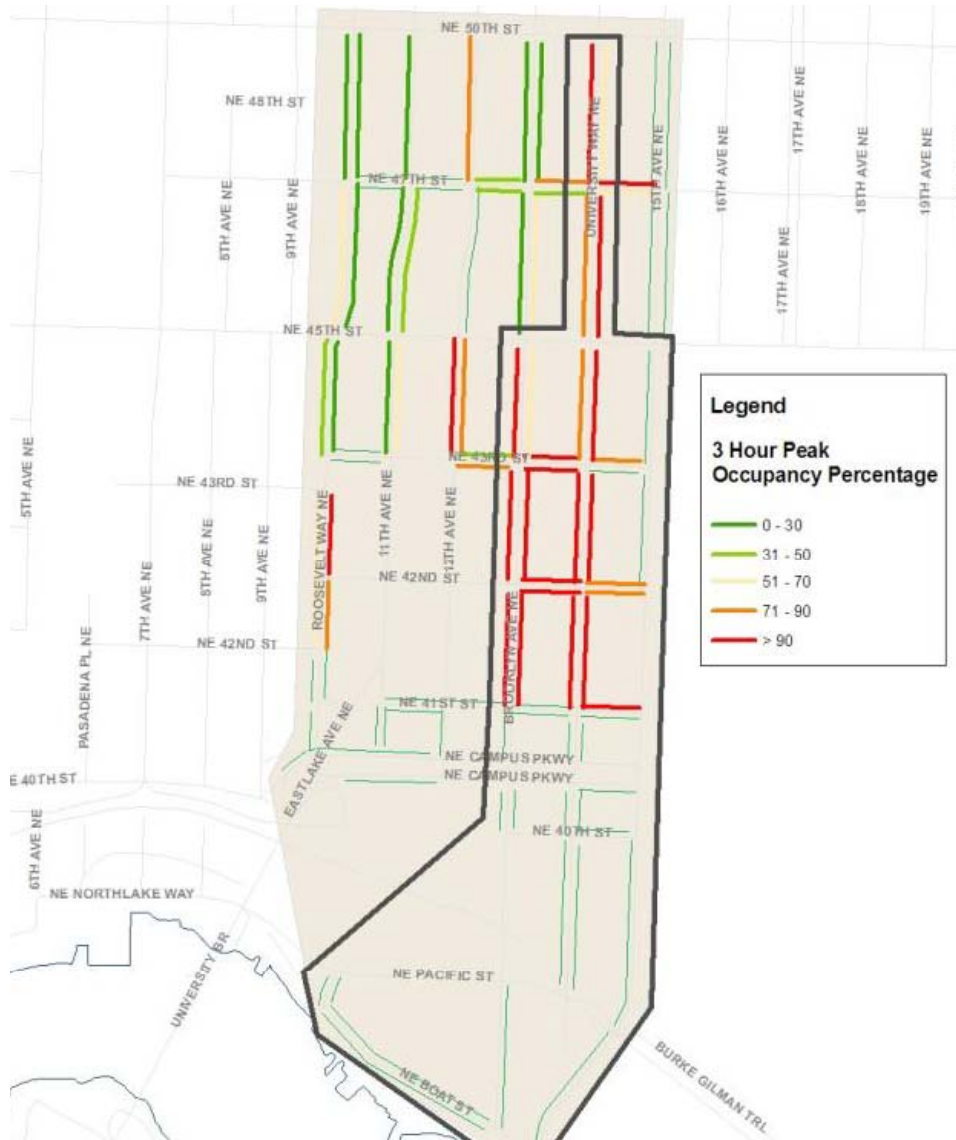 NE 50TH ST
NE 48TH ST
UNIVERSITY WAY NE
15TH AVE NE
16TH AVE NE
17TH AVE NE
18TH AVE NE
19TH AVE NE
NE 47TH ST
8TH AVE NE
9TH AVE NE
17TH AVE NE
NE 45TH ST
Legend
3 Hour Peak
Occupancy Percentage
0 - 30
31 - 50
51 - 70
71 - 90
> 90
NE 43RD ST
5TH AVE NE
NE 43RD ST
ROOSEVELT WAY NE
11TH AVE NE
12TH AVE NE
7TH AVE NE
8TH AVE NE
9TH AVE NE
NE 42ND ST
BROOKLYN AVE NE
NE 42ND ST
PASADENA PL NE
NE 41ST ST
EASTLAKE AVE NE
NE CAMPUS PKWY
NE CAMPUS PKWY
E 40TH ST
NE 40TH ST
6TH AVE NE
NE NORTHLAKE WAY
UNIVERSITY BR
NE PACIFIC ST
NE BOAT ST
BURKE GILMAN TRL